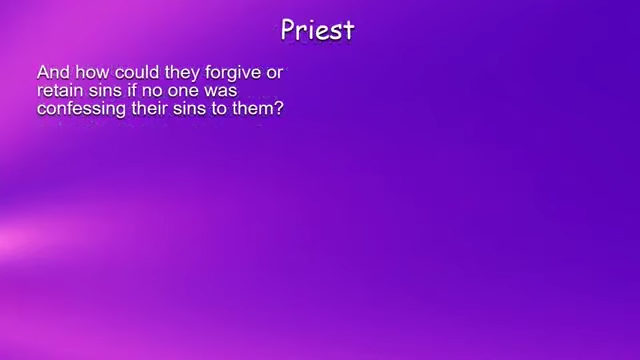 Priest
And how could they forgive or
retain sins if no one was
confessing their sins to them?